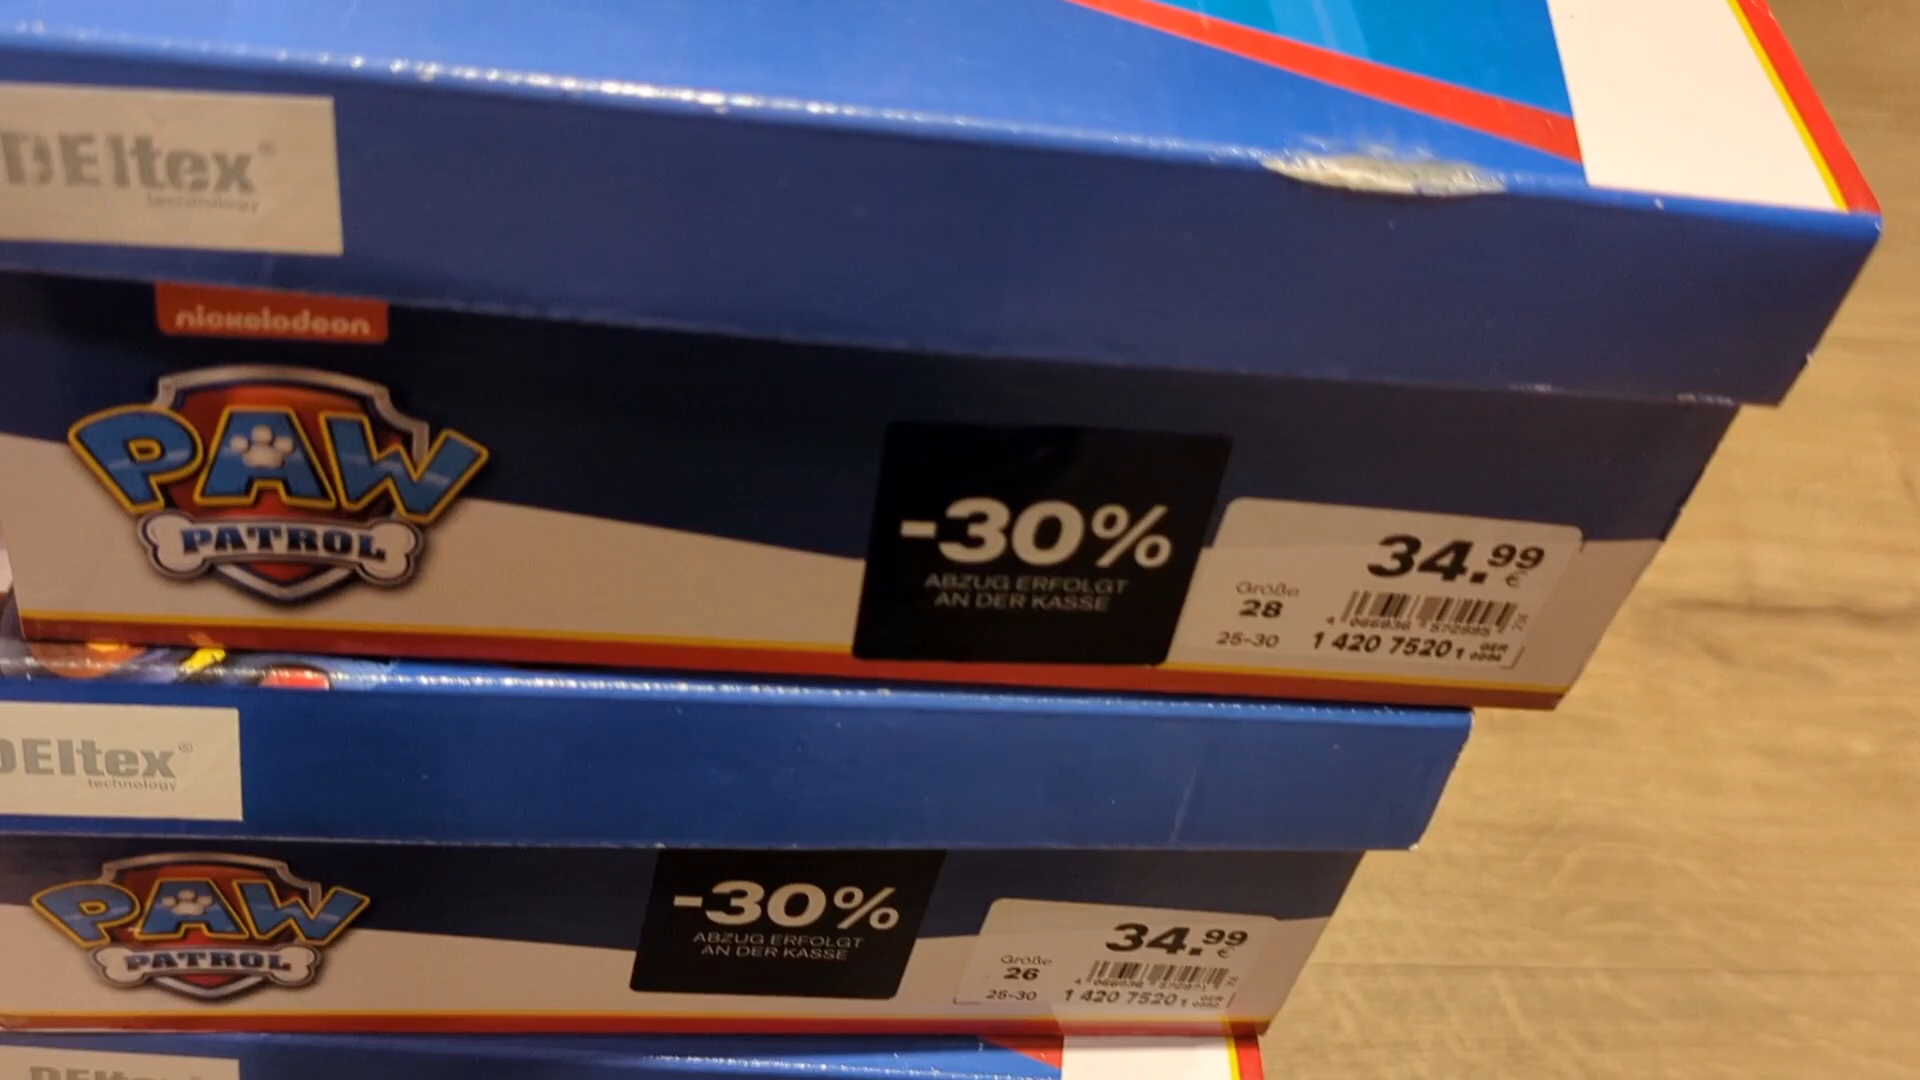 DEltex®
technology
nickelodeon
PAW
PATROL
-30%
ABZUG ERFOLGT
AN DER KASSE
34.99
€
Größe
28
25-30
1 420 7520 1
DEltex®
technology
PAW
PATROL
-30%
ABZUG ERFOLGT
AN DER KASSE
34.99
€
Größe
26
25-30
1 420 7520 1